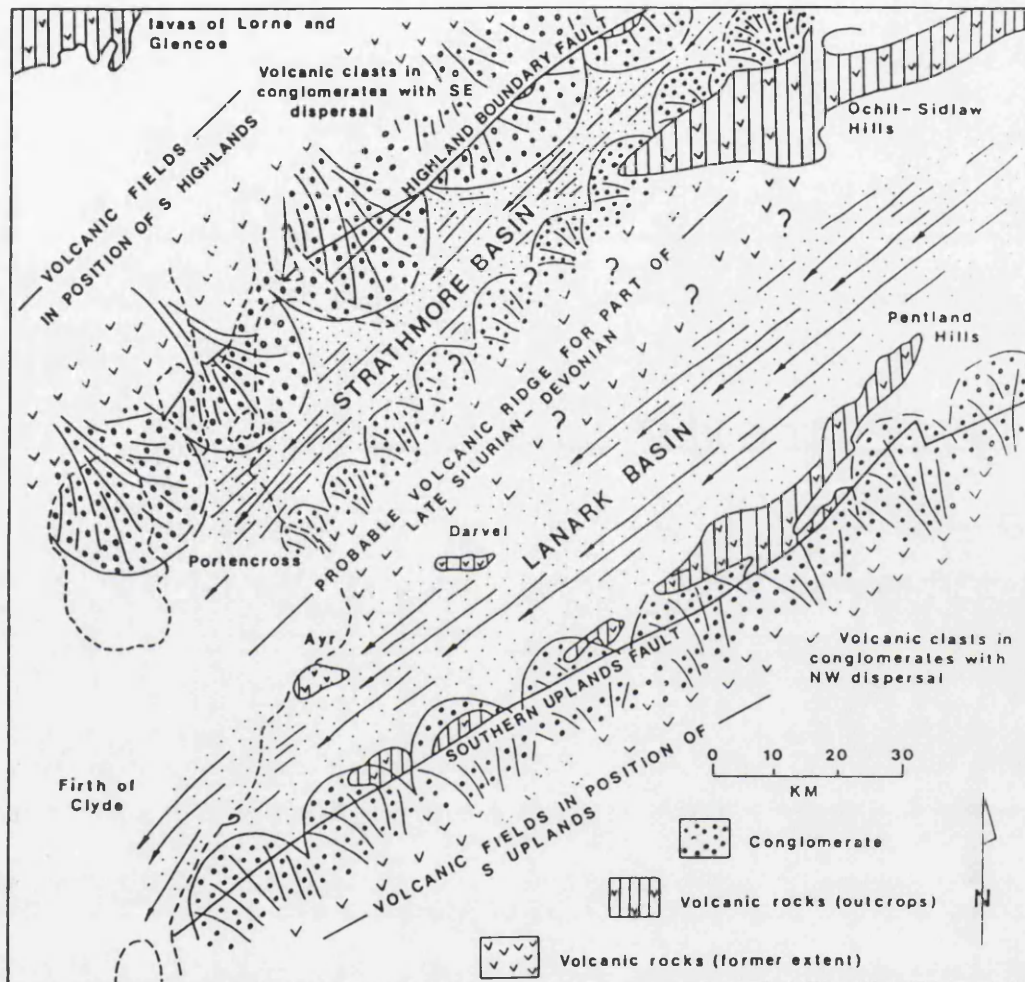 lavas of Lorne and
Glencoe
Volcanic clasts in
conglomerates with SE
dispersal
HIGHLAND BOUNDARY FAULT
Ochil-Sidlaw
Hills
VOLCANIC FIELDS
IN POSITION OF S HIGHLANDS
STRATHMORE BASIN
?
?
?
?
?
?
PROBABLE VOLCANIC RIDGE FOR PART OF
LATE SILURIAN - DEVONIAN
Pentland
Hills
LANARK BASIN
Darvel
Portencross
Ayr
?
SOUTHERN UPLANDS FAULT
Volcanic clasts in
conglomerates with
NW dispersal
Firth of
Clyde
VOLCANIC FIELDS IN POSITION OF
S UPLANDS
0 10 20 30
KM
Conglomerate
Volcanic rocks (outcrops)
Volcanic rocks (former extent)
N